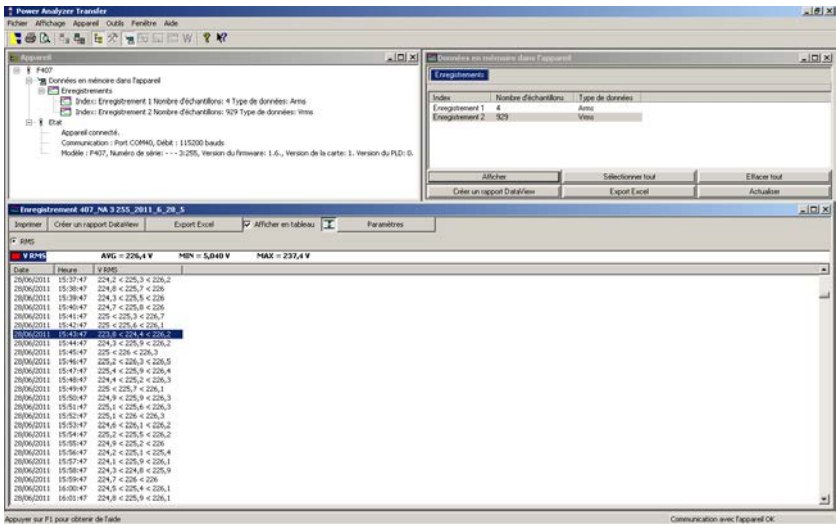 Power Analyzer Transfer
Fichier Affichage Appareil Outils Fenêtre Aide
Appareil
F407
Données en mémoire dans l'appareil
Enregistrements
Index: Enregistrement 1 Nombre d'échantillons: 4 Type de données: Arms
Index: Enregistrement 2 Nombre d'échantillons: 929 Type de données: Vrms
Etat
Appareil connecté.
Communication : Port COM40, Débit : 115200 bauds
Modèle : F407, Numéro de série: - - - 3:255, Version du firmware: 1.6., Version de la carte: 1. Version du PLD: 0.
Données en mémoire dans l'appareil
Enregistrements
Index Nombre d'échantillons Type de données
Enregistrement 1 4 Arms
Enregistrement 2 929 Vrms
Afficher Sélectionner tout Effacer tout
Créer un rapport DataView Export Excel Actualiser
Enregistrement 407_NA 3 255_2011_6_28_5
Imprimer Créer un rapport DataView Export Excel Afficher en tableau Paramètres
RMS
V RMS AVG = 226,4 V MIN = 5,040 V MAX = 237,4 V
Date Heure V RMS
28/06/2011 15:37:47 224,2 < 225,3 < 226,2
28/06/2011 15:38:47 224,8 < 225,7 < 226
28/06/2011 15:39:47 224,3 < 225,5 < 226
28/06/2011 15:40:47 224,7 < 225,8 < 226
28/06/2011 15:41:47 225 < 225,3 < 226,7
28/06/2011 15:42:47 225 < 225,6 < 226,1
28/06/2011 15:43:47 223,8 < 224,4 < 226,2
28/06/2011 15:44:47 224,3 < 225,9 < 226,2
28/06/2011 15:45:47 225 < 226 < 226,3
28/06/2011 15:46:47 225,2 < 226,3 < 226,5
28/06/2011 15:47:47 225,4 < 225,9 < 226,4
28/06/2011 15:48:47 224,4 < 225,2 < 226,3
28/06/2011 15:49:47 225 < 225,7 < 226,1
28/06/2011 15:50:47 224,9 < 225,9 < 226,3
28/06/2011 15:51:47 225,1 < 225,6 < 226,3
28/06/2011 15:52:47 225,1 < 226 < 226,3
28/06/2011 15:53:47 224,6 < 226,1 < 226,2
28/06/2011 15:54:47 225,2 < 225,5 < 226,2
28/06/2011 15:55:47 224,9 < 225,2 < 226
28/06/2011 15:56:47 224,2 < 225,1 < 225,4
28/06/2011 15:57:47 224,1 < 225,9 < 226,1
28/06/2011 15:58:47 224,3 < 224,8 < 225,9
28/06/2011 15:59:47 224,7 < 226 < 226
28/06/2011 16:00:47 224,5 < 225,4 < 226,1
28/06/2011 16:01:47 224,8 < 225,9 < 226,1
Appuyer sur F1 pour obtenir de l'aide
Communication avec l'appareil OK